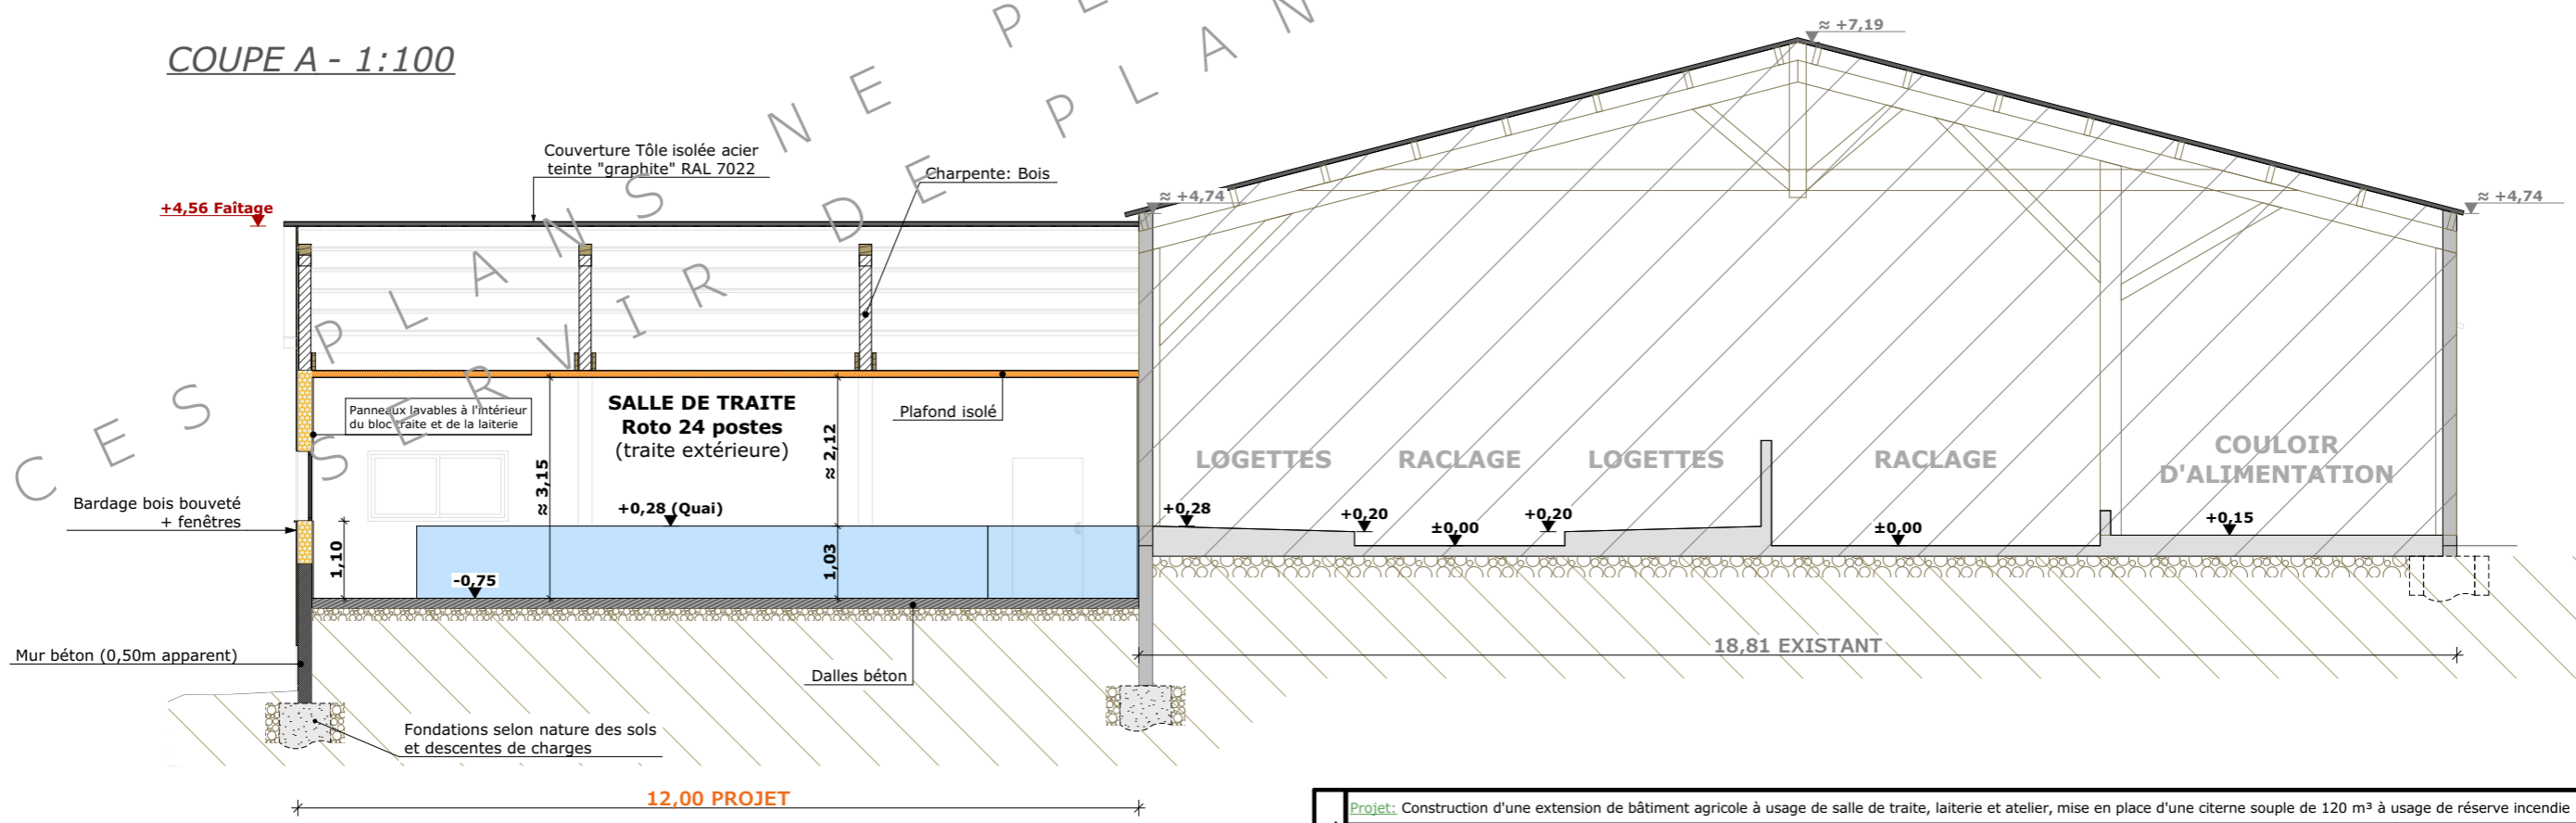 COUPE A - 1:100
≈ +7,19
Couverture Tôle isolée acier
teinte "graphite" RAL 7022
Charpente: Bois
+4,56 Faîtage
≈ +4,74
≈ +4,74
CES PLANS NE PE
SERVIR DE PLAN
Panneaux lavables à l'intérieur
du bloc traite et de la laiterie
SALLE DE TRAITE
Roto 24 postes
(traite extérieure)
Plafond isolé
≈ 3,15
≈ 2,12
LOGETTES
RACLAGE
LOGETTES
RACLAGE
COULOIR
D'ALIMENTATION
Bardage bois bouveté
+ fenêtres
+0,28 (Quai)
+0,28
+0,20
±0,00
+0,20
±0,00
+0,15
1,10
-0,75
1,03
Mur béton (0,50m apparent)
Dalles béton
18,81 EXISTANT
Fondations selon nature des sols
et descentes de charges
12,00 PROJET
Projet: Construction d'une extension de bâtiment agricole à usage de salle de traite, laiterie et atelier, mise en place d'une citerne souple de 120 m³ à usage de réserve incendie